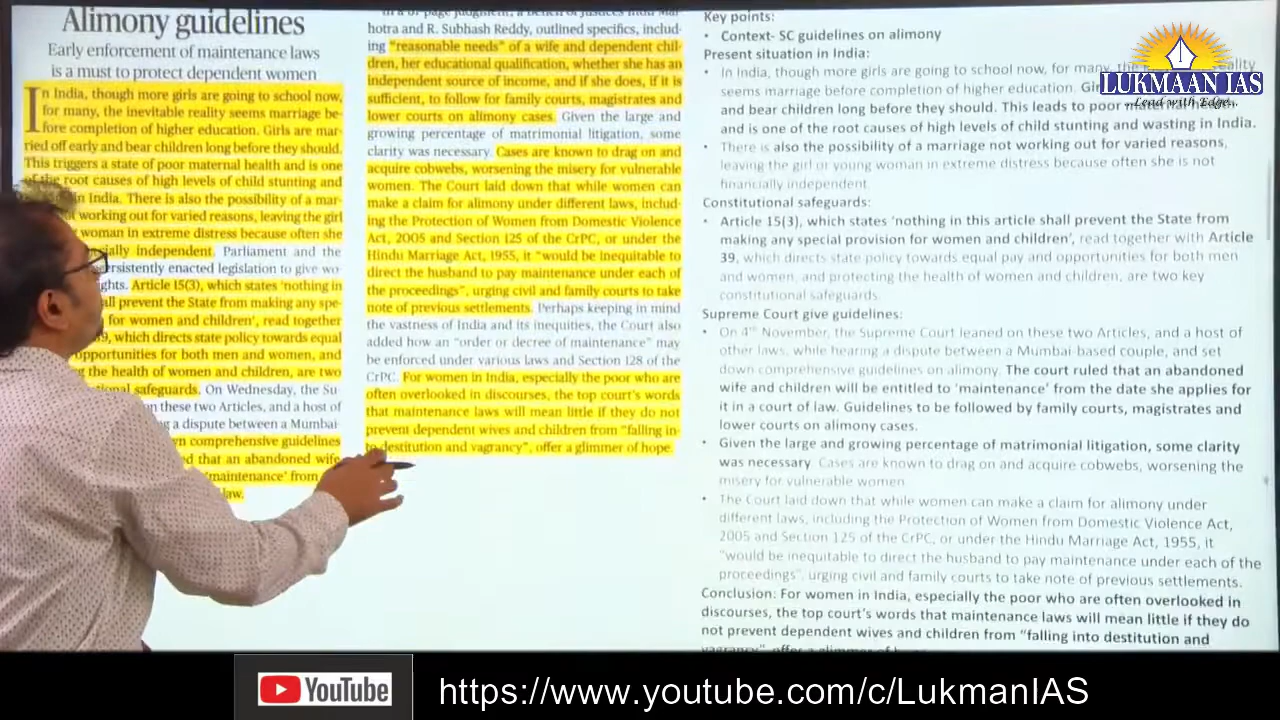 Alimony guidelines
Early enforcement of maintenance laws
is a must to protect dependent women
In India, though more girls are going to school now,
for many, the inevitable reality seems marriage be-
fore completion of higher education. Girls are mar-
ried off early and bear children long before they should.
This triggers a state of poor maternal health and is one
of the root causes of high levels of child stunting and
in India. There is also the possibility of a mar-
working out for varied reasons, leaving the girl
woman in extreme distress because often she
independent. Parliament and the
enacted legislation to give wo-
Article 15(3), which states 'nothing in
prevent the State from making any spe-
for women and children', read together
which directs state policy towards equal
opportunities for both men and women, and
the health of women and children, are two
safeguards. On Wednesday, the Su-
these two Articles, and a host of
a dispute between a Mumbai-
comprehensive guidelines
that an abandoned wife
'maintenance' from
law.
hotra and R. Subhash Reddy, outlined specifics, includ-
ing "reasonable needs" of a wife and dependent chil-
dren, her educational qualification, whether she has an
independent source of income, and if she does, if it is
sufficient, to follow for family courts, magistrates and
lower courts on alimony cases. Given the large and
growing percentage of matrimonial litigation, some
clarity was necessary. Cases are known to drag on and
acquire cobwebs, worsening the misery for vulnerable
women. The Court laid down that while women can
make a claim for alimony under different laws, includ-
ing the Protection of Women from Domestic Violence
Act, 2005 and Section 125 of the CrPC, or under the
Hindu Marriage Act, 1955, it "would be inequitable to
direct the husband to pay maintenance under each of
the proceedings", urging civil and family courts to take
note of previous settlements. Perhaps keeping in mind
the vastness of India and its inequities, the Court also
added how an "order or decree of maintenance" may
be enforced under various laws and Section 128 of the
CrPC. For women in India, especially the poor who are
often overlooked in discourses, the top court's words
that maintenance laws will mean little if they do not
prevent dependent wives and children from "falling in
to destitution and vagrancy", offer a glimmer of hope.
Key points:
• Context- SC guidelines on alimony
Present situation in India:
• In India, though more girls are going to school now, for many, the
seems marriage before completion of higher education.
and bear children long before they should. This leads to poor
and is one of the root causes of high levels of child stunting and wasting in India.
• There is also the possibility of a marriage not working out for varied reasons,
leaving the girl or young woman in extreme distress because often she is not
financially independent.
Constitutional safeguards:
• Article 15(3), which states 'nothing in this article shall prevent the State from
making any special provision for women and children', read together with Article
39, which directs state policy towards equal pay and opportunities for both men
and women, and protecting the health of women and children, are two key
constitutional safeguards.
Supreme Court give guidelines:
• On 4th November, the Supreme Court leaned on these two Articles, and a host of
other laws, while hearing a dispute between a Mumbai-based couple, and set
down comprehensive guidelines on alimony. The court ruled that an abandoned
wife and children will be entitled to 'maintenance' from the date she applies for
it in a court of law. Guidelines to be followed by family courts, magistrates and
lower courts on alimony cases.
• Given the large and growing percentage of matrimonial litigation, some clarity
was necessary. Cases are known to drag on and acquire cobwebs, worsening the
misery for vulnerable women.
• The Court laid down that while women can make a claim for alimony under
different laws, including the Protection of Women from Domestic Violence Act,
2005 and Section 125 of the CrPC, or under the Hindu Marriage Act, 1955, it
"would be inequitable to direct the husband to pay maintenance under each of the
proceedings", urging civil and family courts to take note of previous settlements.
Conclusion: For women in India, especially the poor who are often overlooked in
discourses, the top court's words that maintenance laws will mean little if they do
not prevent dependent wives and children from "falling into destitution and
LUKMAAN IAS
Lead with Edge..
YouTube
https://www.youtube.com/c/LukmanIAS